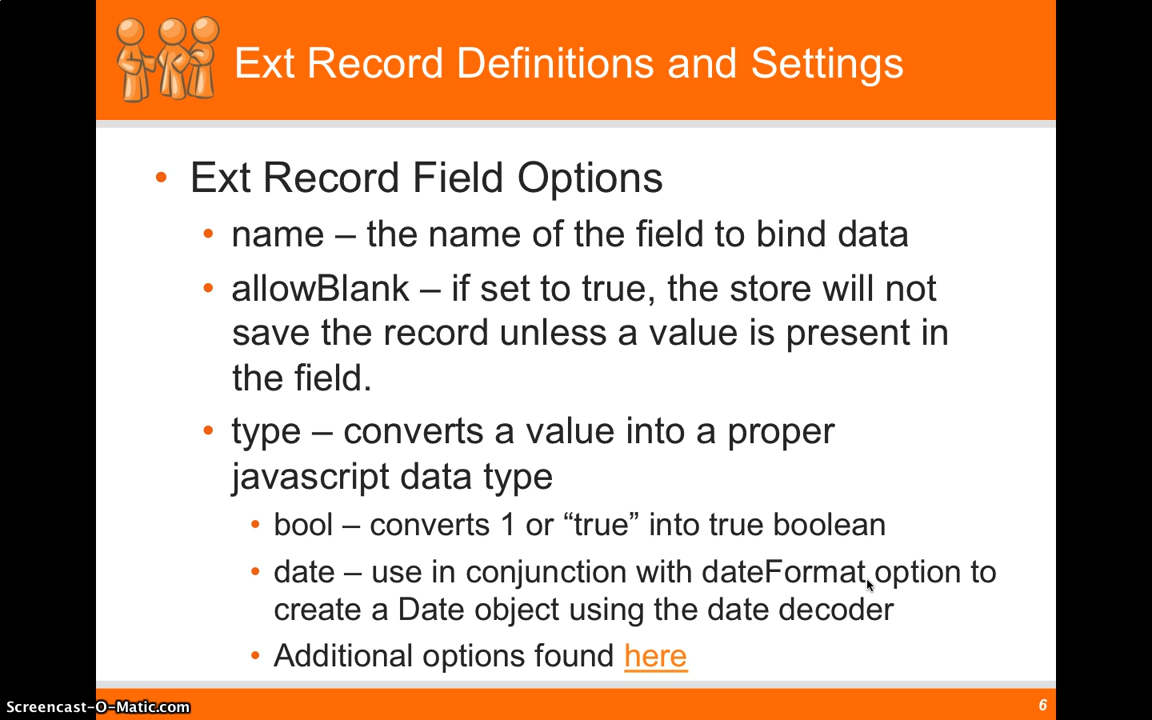 Ext Record Definitions and Settings
• Ext Record Field Options
• name – the name of the field to bind data
• allowBlank – if set to true, the store will not
save the record unless a value is present in
the field.
• type – converts a value into a proper
javascript data type
• bool – converts 1 or “true” into true boolean
• date – use in conjunction with dateFormat option to
create a Date object using the date decoder
• Additional options found here
Screencast-O-Matic.com
6